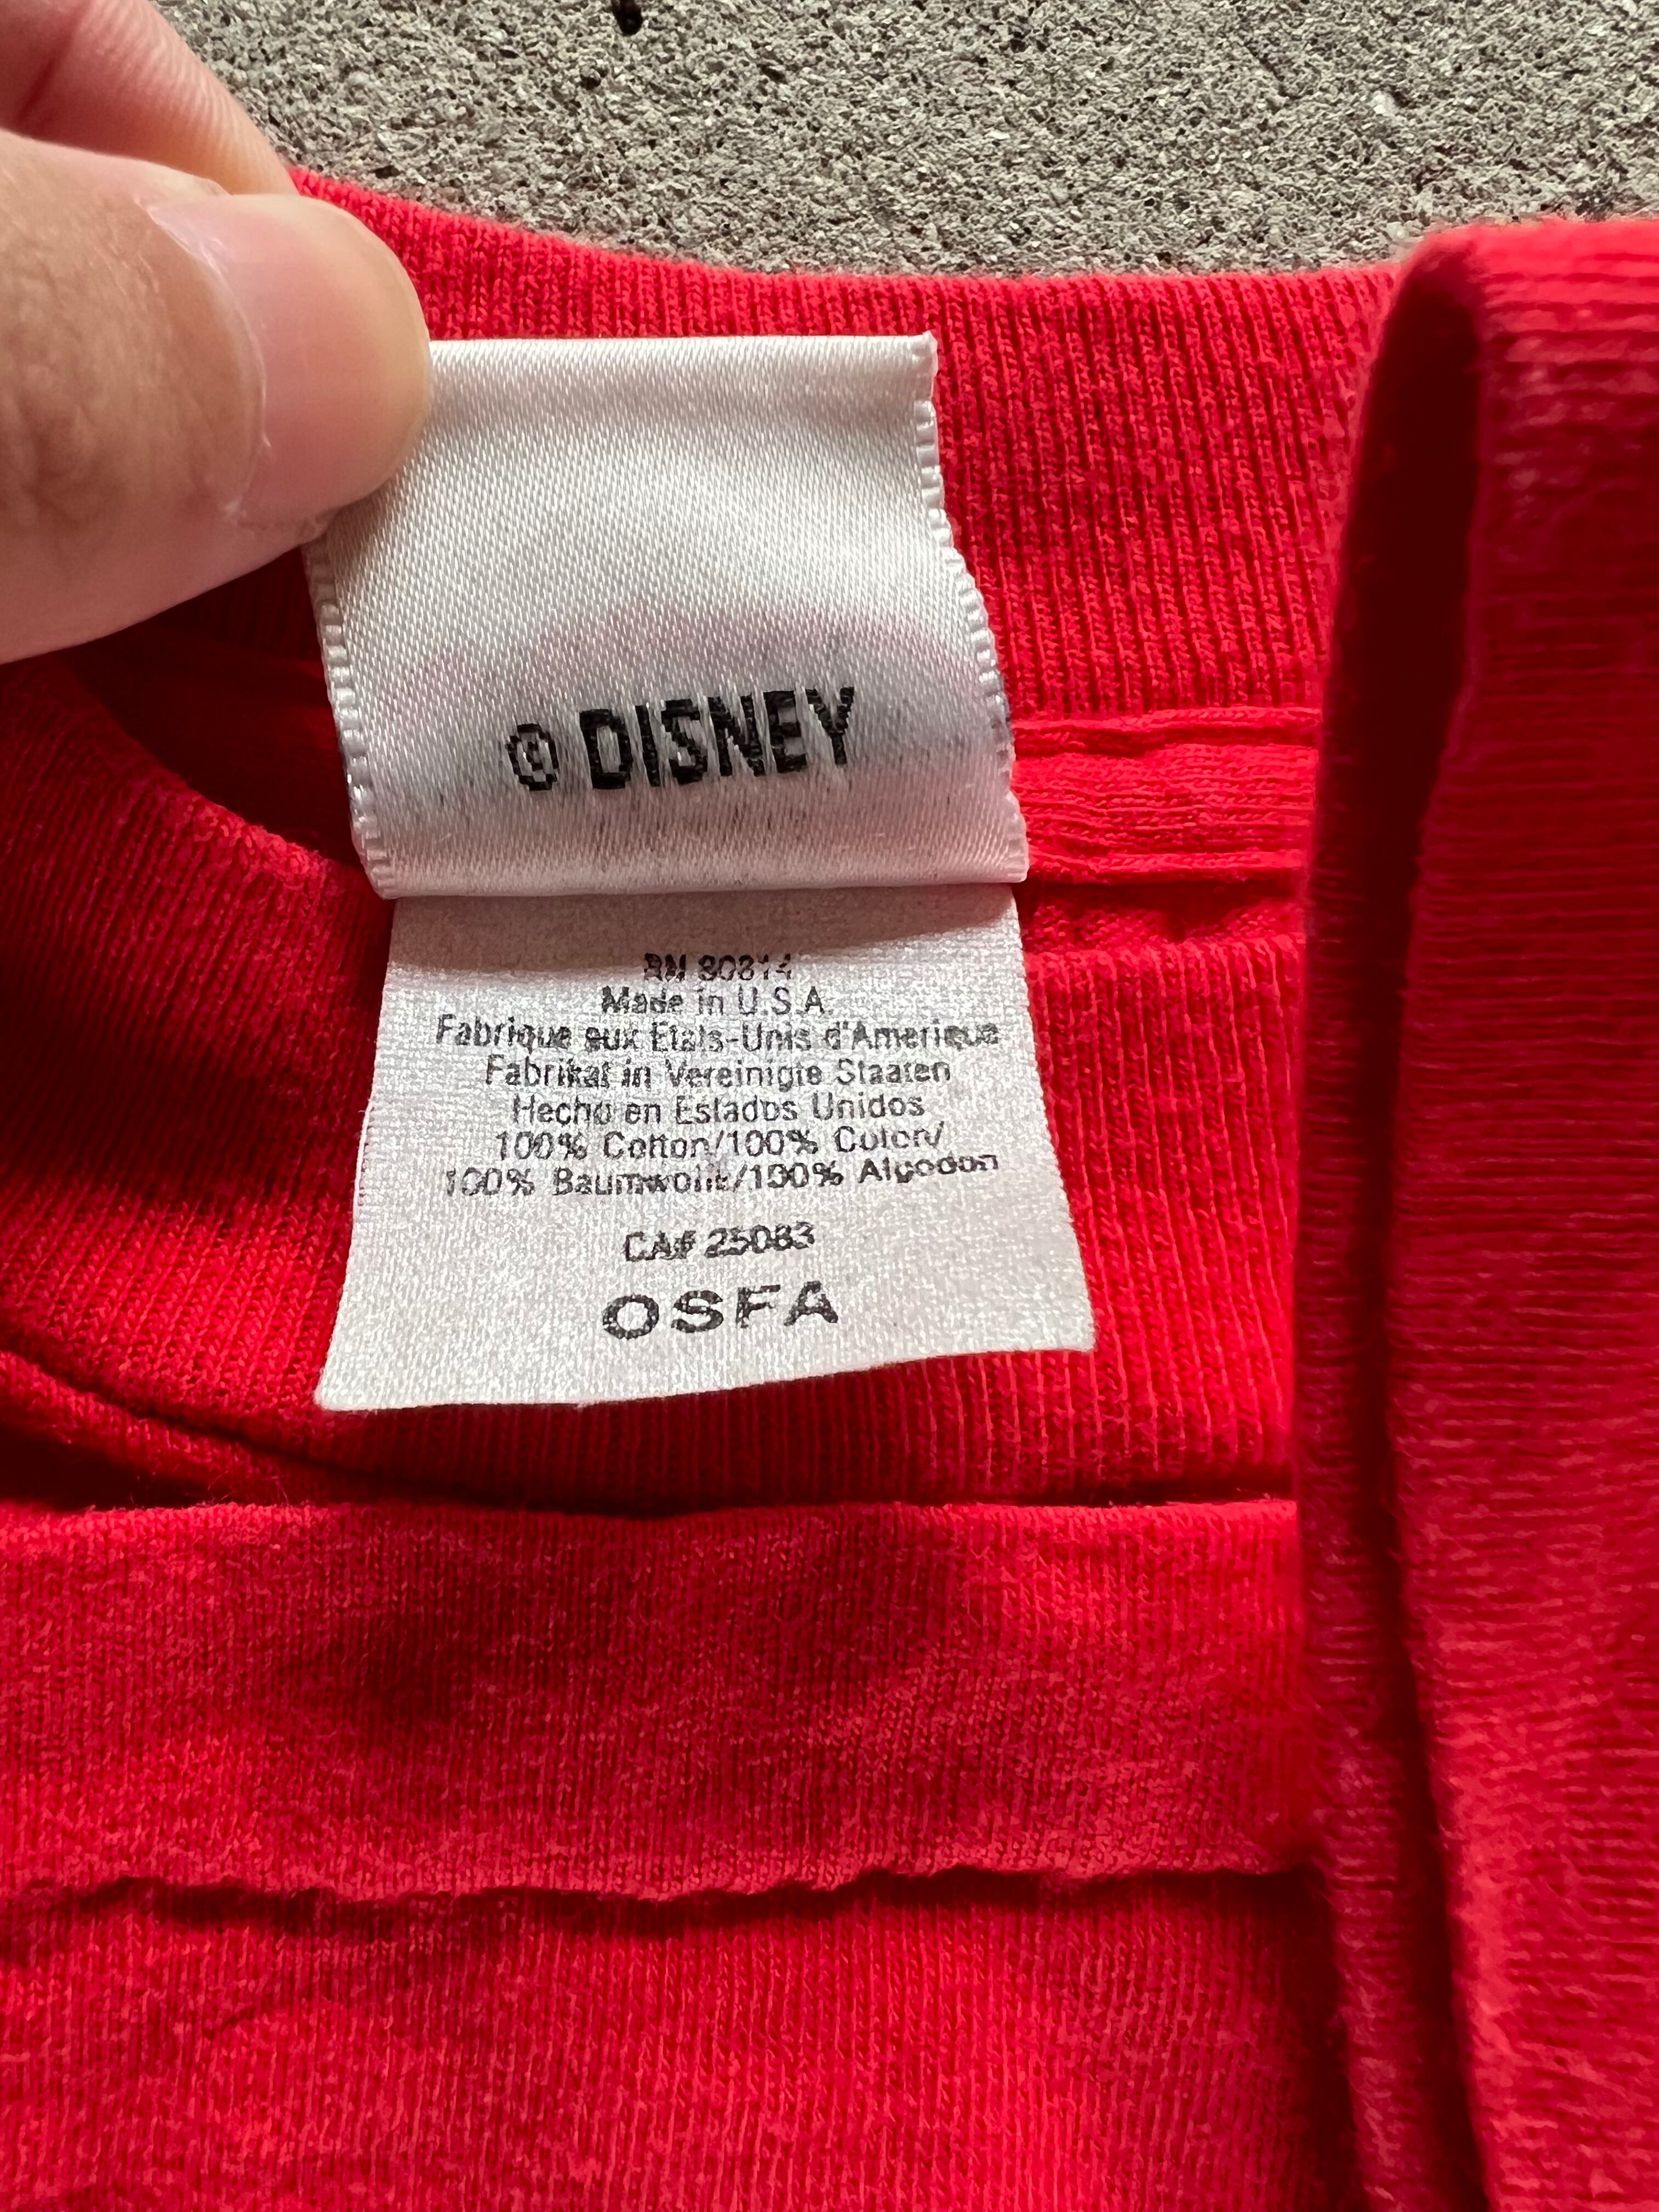 © DISNEY
RN 90814
Made in U.S.A.
Fabrique aux Etats-Unis d'Amerique
Fabrikat in Vereinigte Staaten
Hecho en Estados Unidos
100% Cotton/100% Coton/
100% Baumwolle/100% Algodon
CA# 25083
OSFA